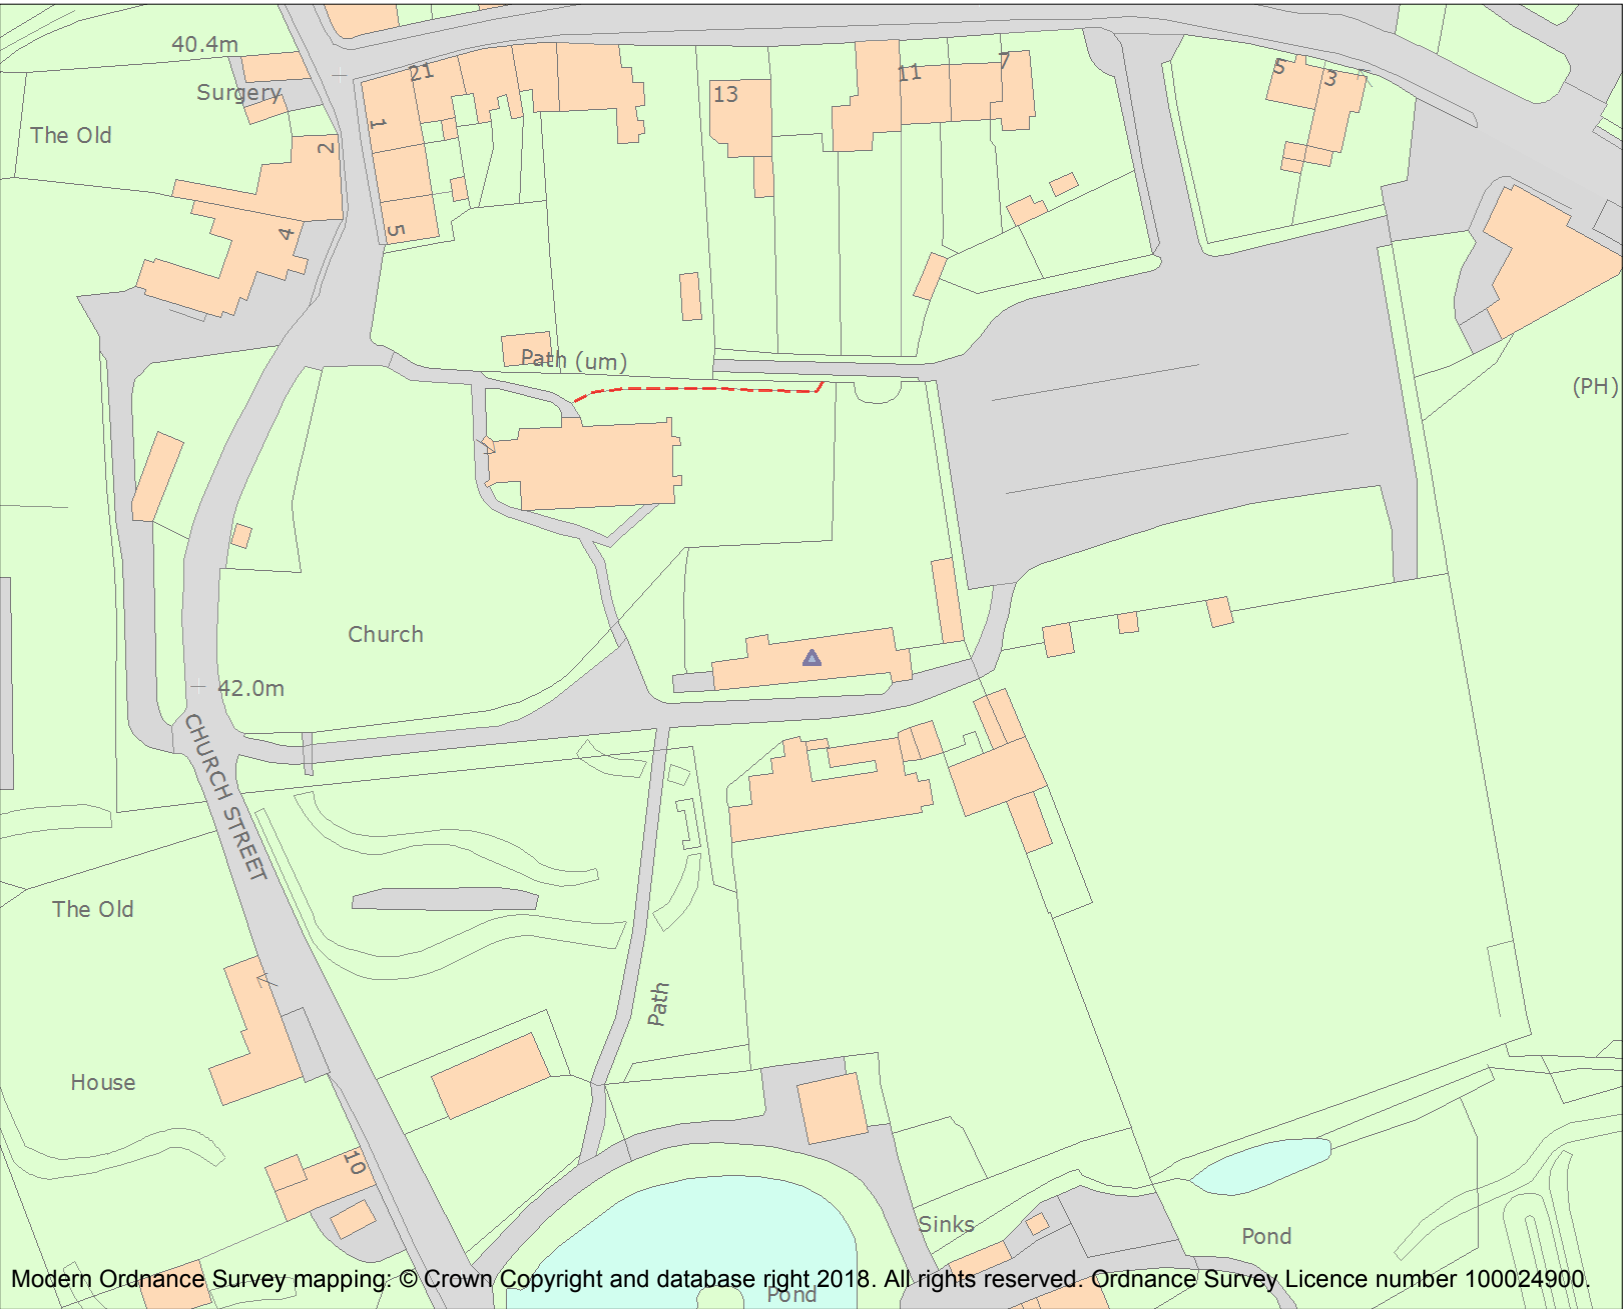 40.4m
Surgery
The Old
21
1
5
2
4
13
11
7
5
3
Path (um)
(PH)
Church
42.0m
CHURCH STREET
The Old
House
Path
10
Sinks
Pond
Pond
Modern Ordnance Survey mapping: © Crown Copyright and database right 2018. All rights reserved. Ordnance Survey Licence number 100024900.